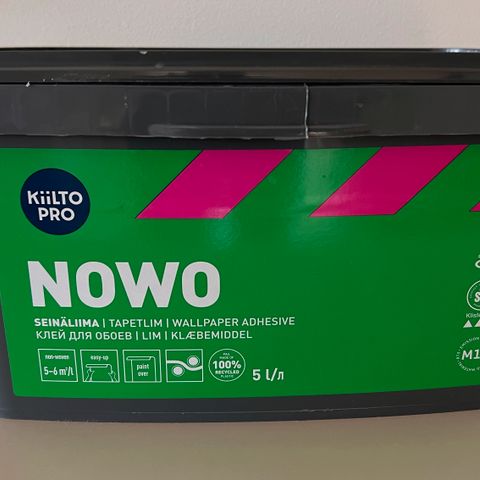 KiiLTO
PRO
NOWO
SEINÄLIIMA | TAPETLIM | WALLPAPER ADHESIVE
КЛЕЙ ДЛЯ ОБОЕВ | LIM | KLÆBEMIDDEL
non-woven
5–6 m²/l
easy-up
paint
over
100%
RECYCLED
PLASTIC
5 l/л
M1